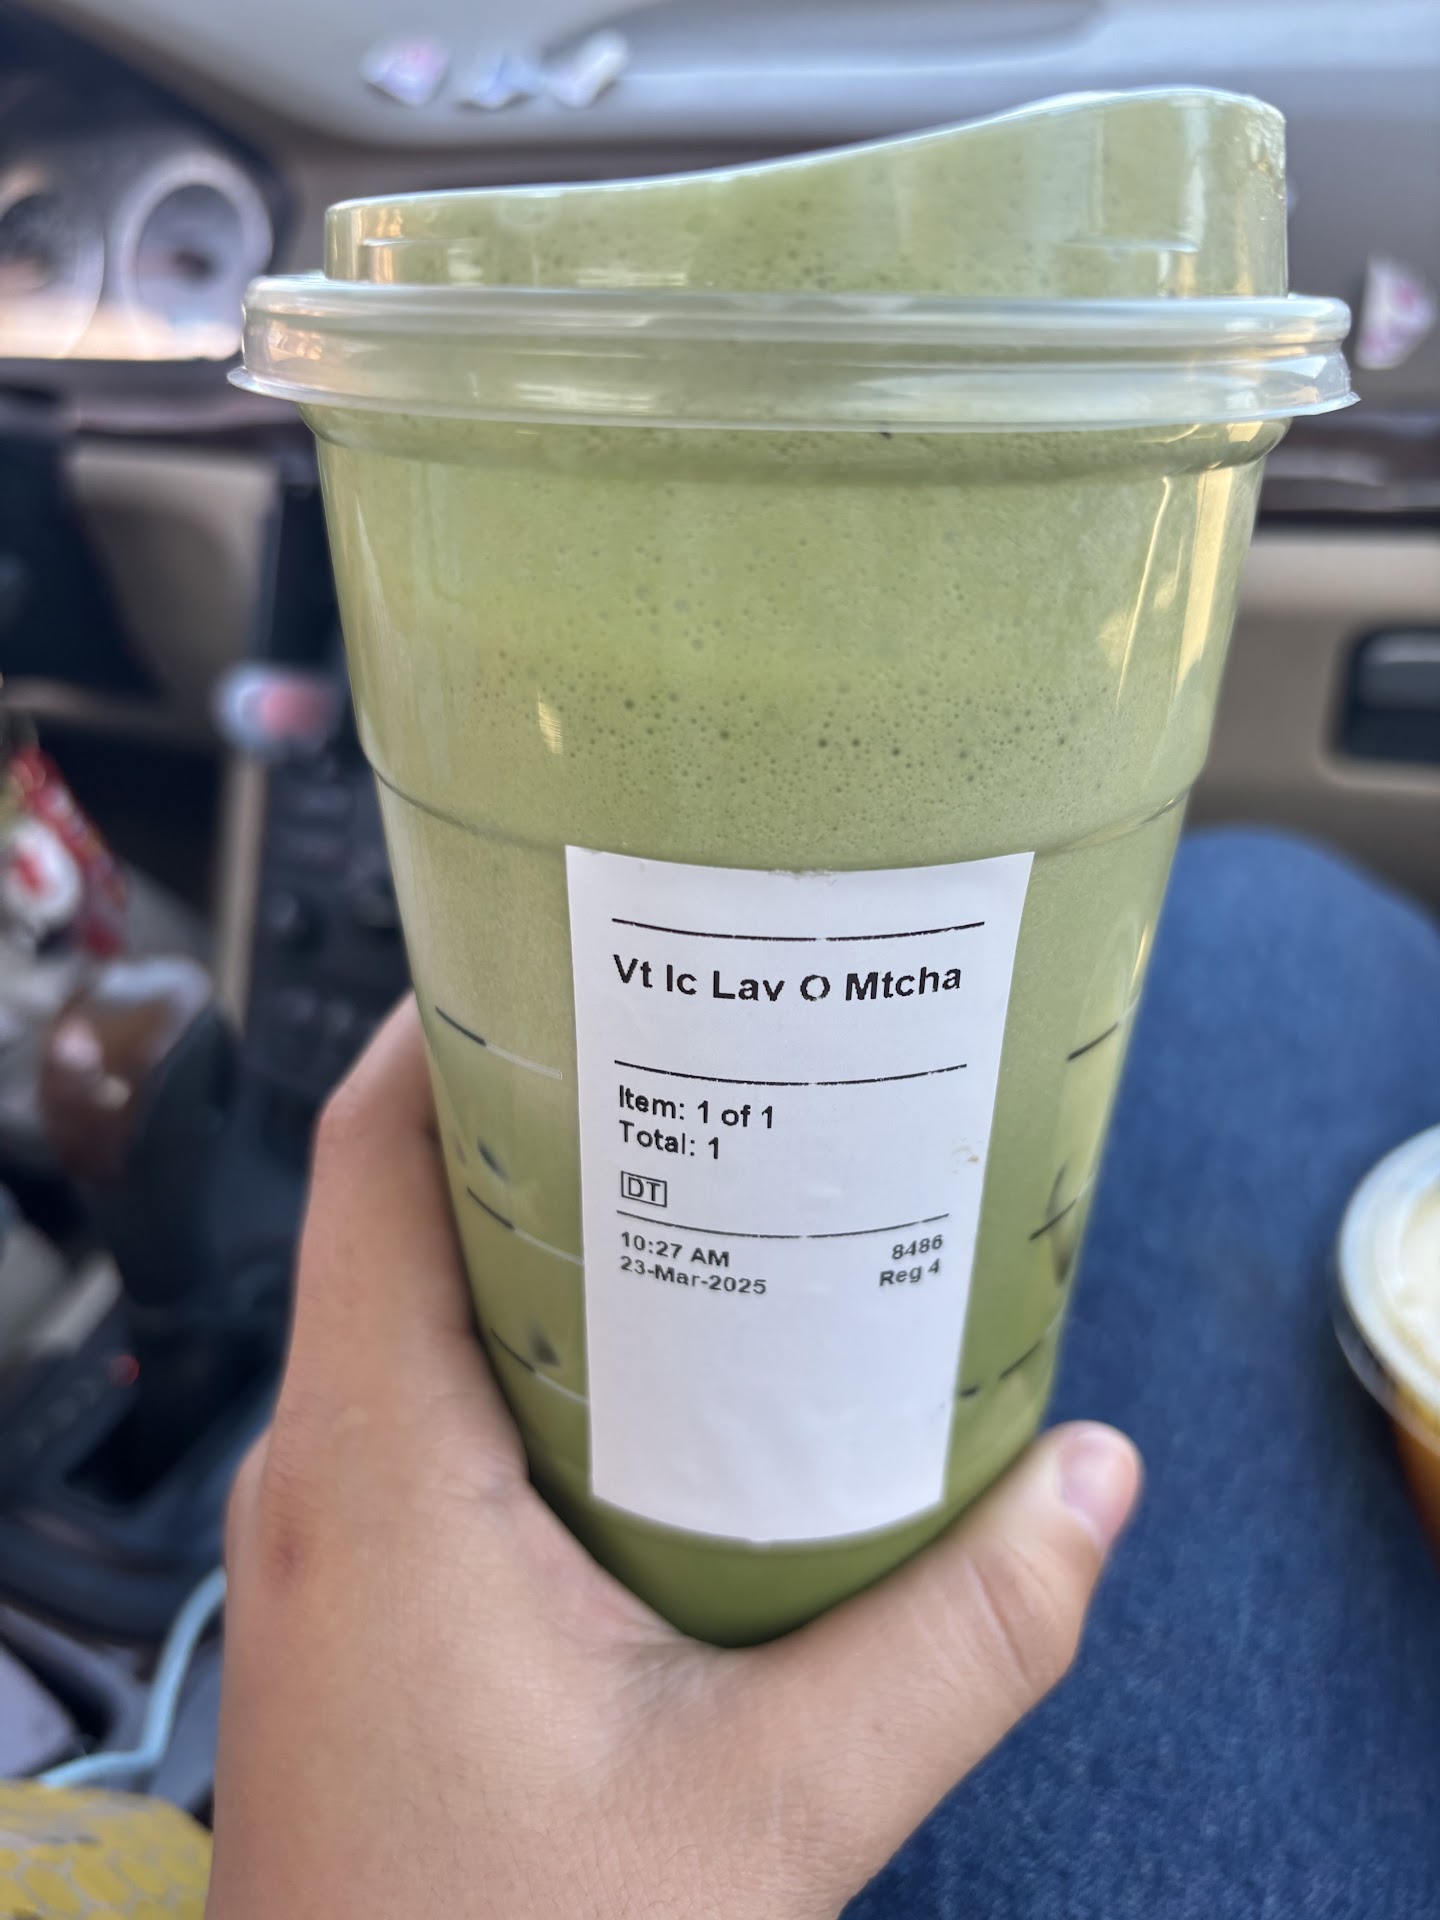 Vt Ic Lav O Mtcha
Item: 1 of 1
Total: 1
DT
10:27 AM 8486
23-Mar-2025 Reg 4